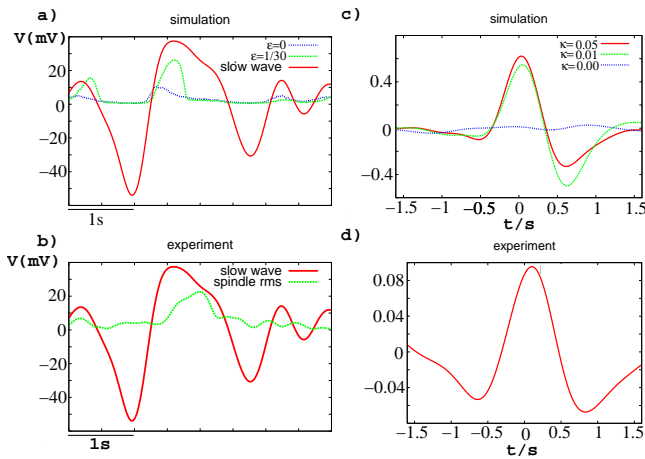 a)
simulation
V(mV)
ε=0
ε=1/30
slow wave
40
20
0
−20
−40
1s
b)
experiment
V(mV)
slow wave
spindle rms
40
20
0
−20
−40
1s
c)
simulation
κ=0.05
κ=0.01
κ=0.00
0.4
0
−0.4
−1.5 −1 −0.5 0 0.5 1 1.5
t/s
d)
experiment
0.08
0.04
0
−0.04
−1.5 −1 −0.5 0 0.5 1 1.5
t/s